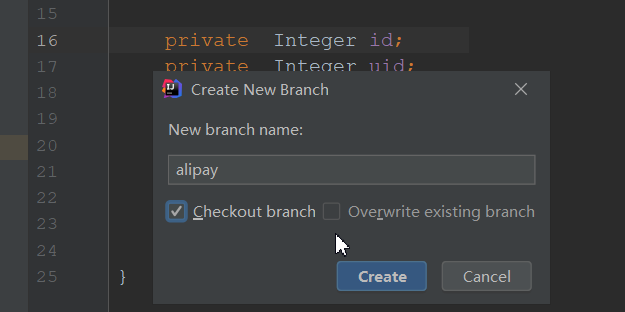 15
16 private Integer id;
17 private Integer uid;
18
IJ Create New Branch
19
New branch name:
20
21 alipay
22
Checkout branch Overwrite existing branch
23
24
25 }
Create Cancel